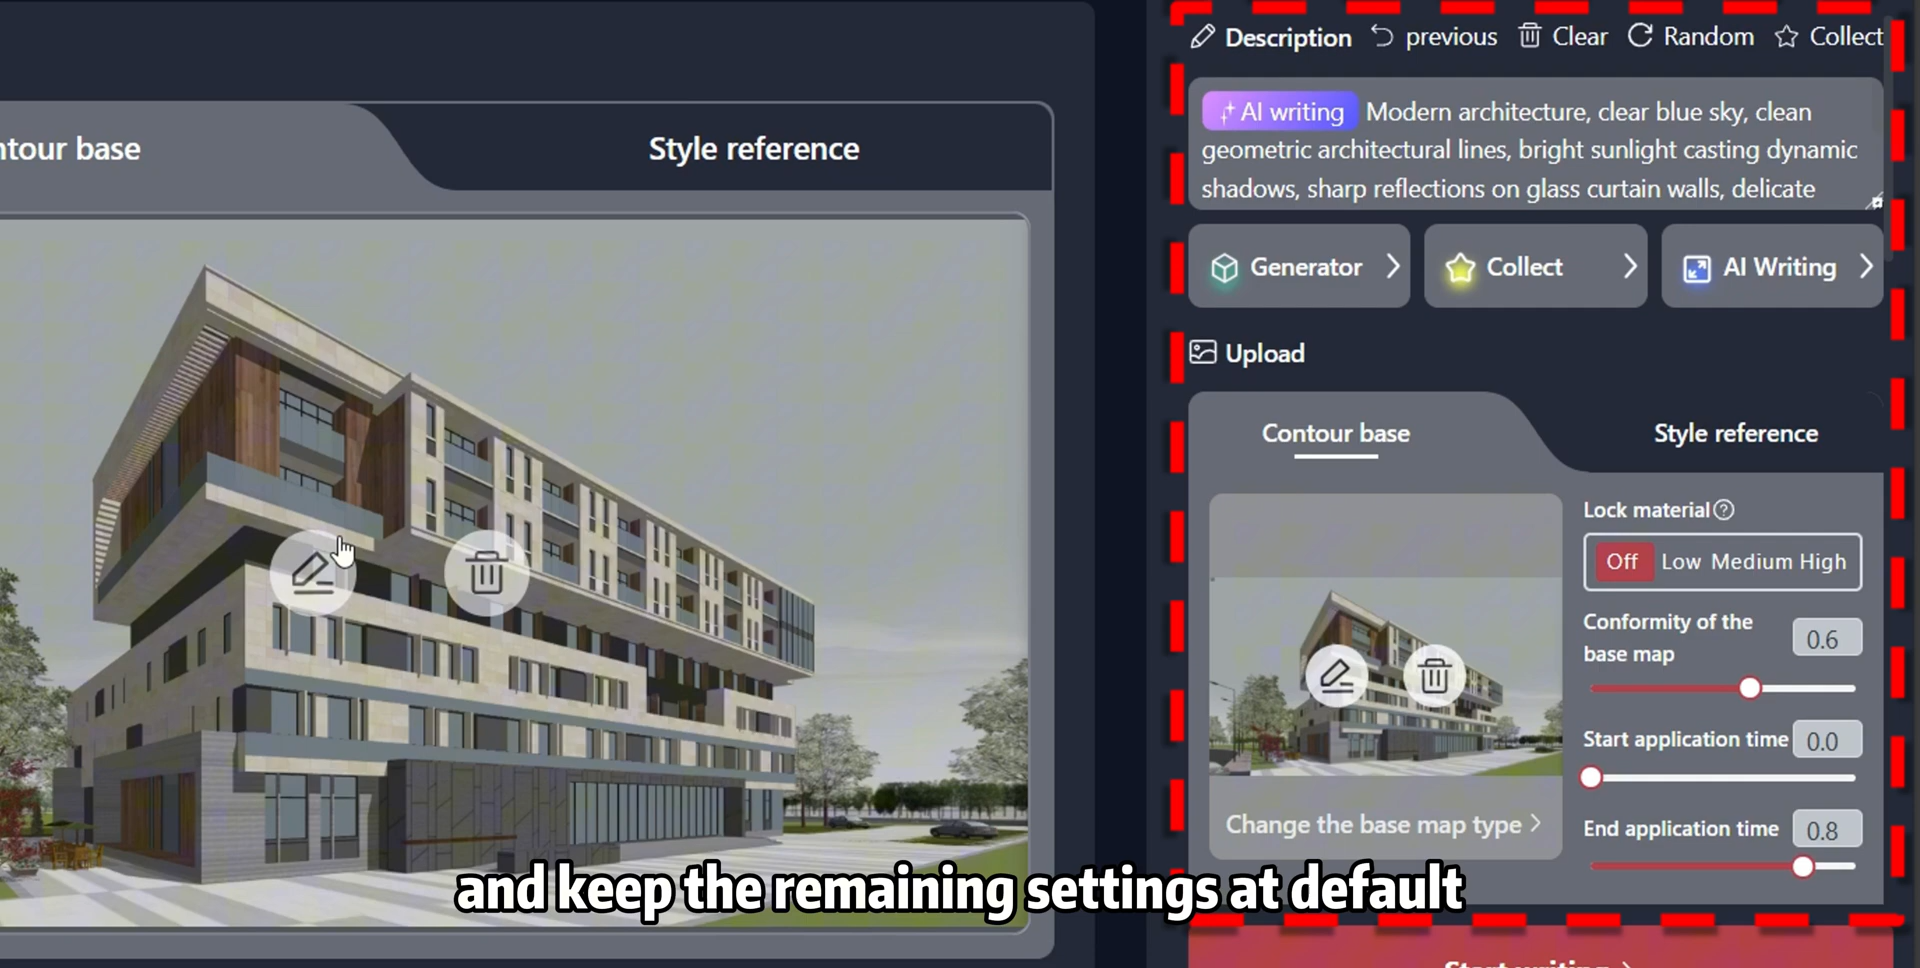 Description previous Clear Random Collect
AI writing Modern architecture, clear blue sky, clean
geometric architectural lines, bright sunlight casting dynamic
shadows, sharp reflections on glass curtain walls, delicate
ntour base Style reference
Generator Collect AI Writing
Upload
Contour base Style reference
Lock material
Off Low Medium High
Conformity of the
base map 0.6
Start application time 0.0
Change the base map type
End application time 0.8
and keep the remaining settings at default
Start writing